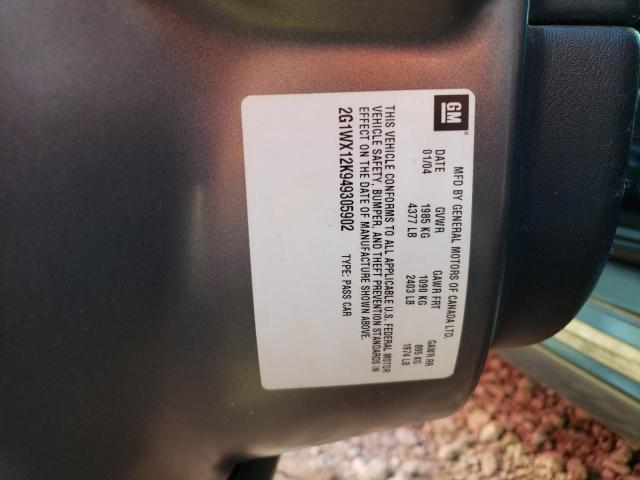 GM
MFD BY GENERAL MOTORS OF CANADA LTD.
DATE GVWR GAWR FRT GAWR RR
01/04 1985 KG 1090 KG 895 KG
4377 LB 2403 LB 1974 LB
THIS VEHICLE CONFORMS TO ALL APPLICABLE U.S. FEDERAL MOTOR
VEHICLE SAFETY, BUMPER, AND THEFT PREVENTION STANDARDS IN
EFFECT ON THE DATE OF MANUFACTURE SHOWN ABOVE.
2G1WX12K949305902 TYPE: PASS CAR